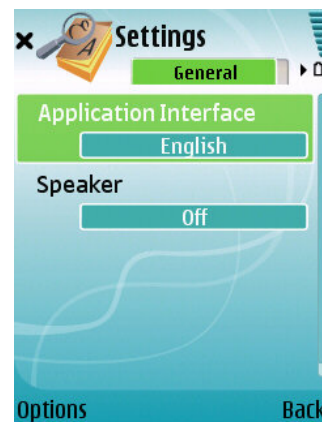 Settings
General
Application Interface
English
Speaker
Off
Options Back